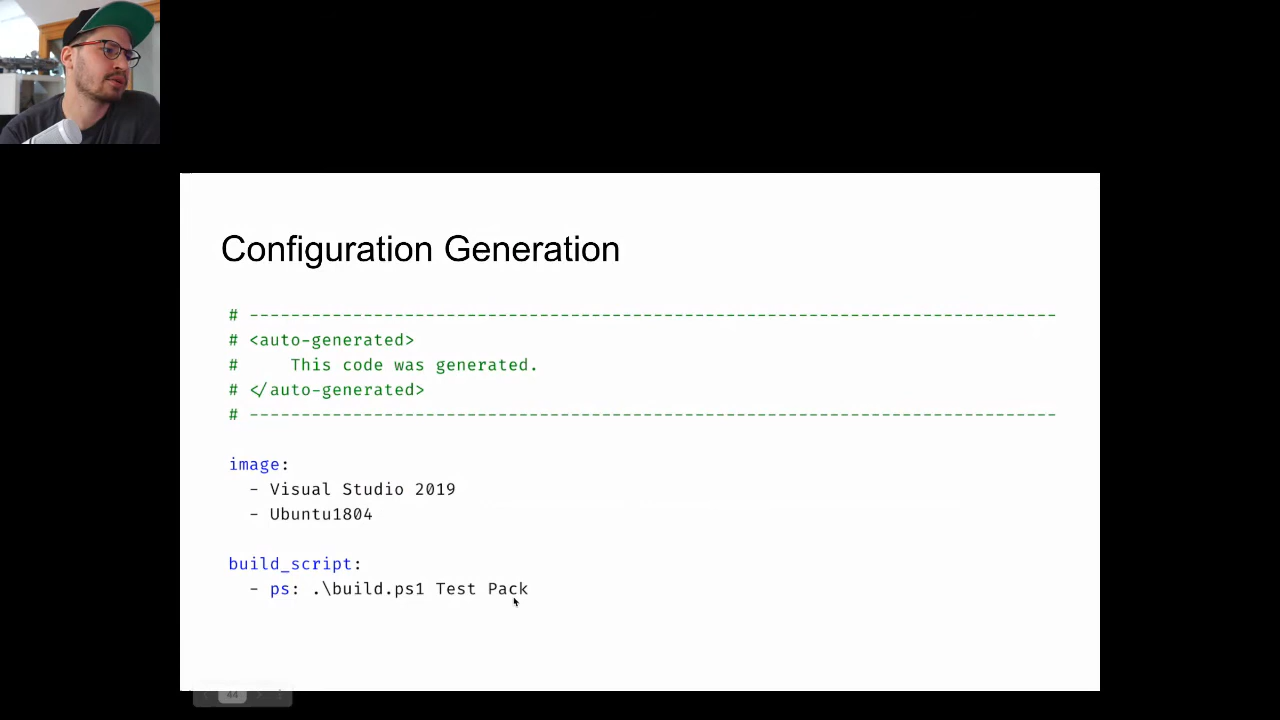 Configuration Generation
# ------------------------------------------------------------------------------
# <auto-generated>
#     This code was generated.
# </auto-generated>
# ------------------------------------------------------------------------------
image:
  - Visual Studio 2019
  - Ubuntu1804
build_script:
  - ps: .\build.ps1 Test Pack
44